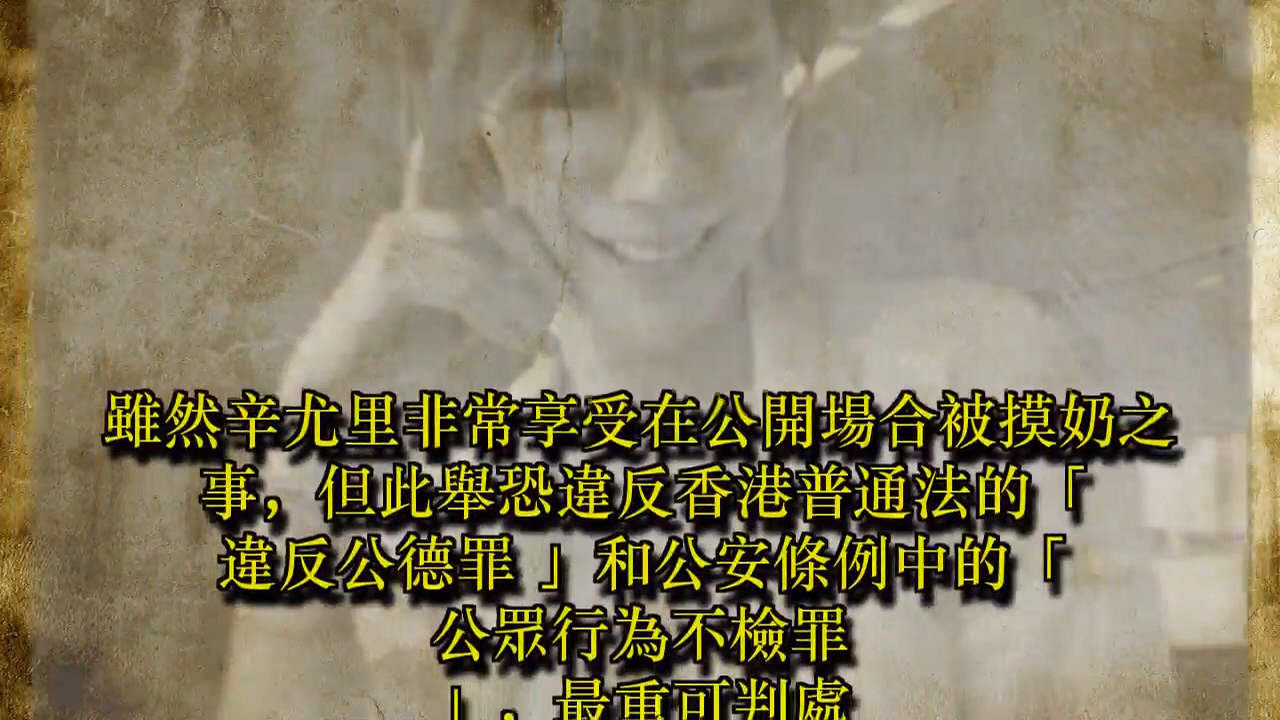 雖然辛尤里非常享受在公開場合被摸奶之
事，但此舉恐違反香港普通法的「
違反公德罪 」和公安條例中的「
公眾行為不檢罪
」，最重可判處